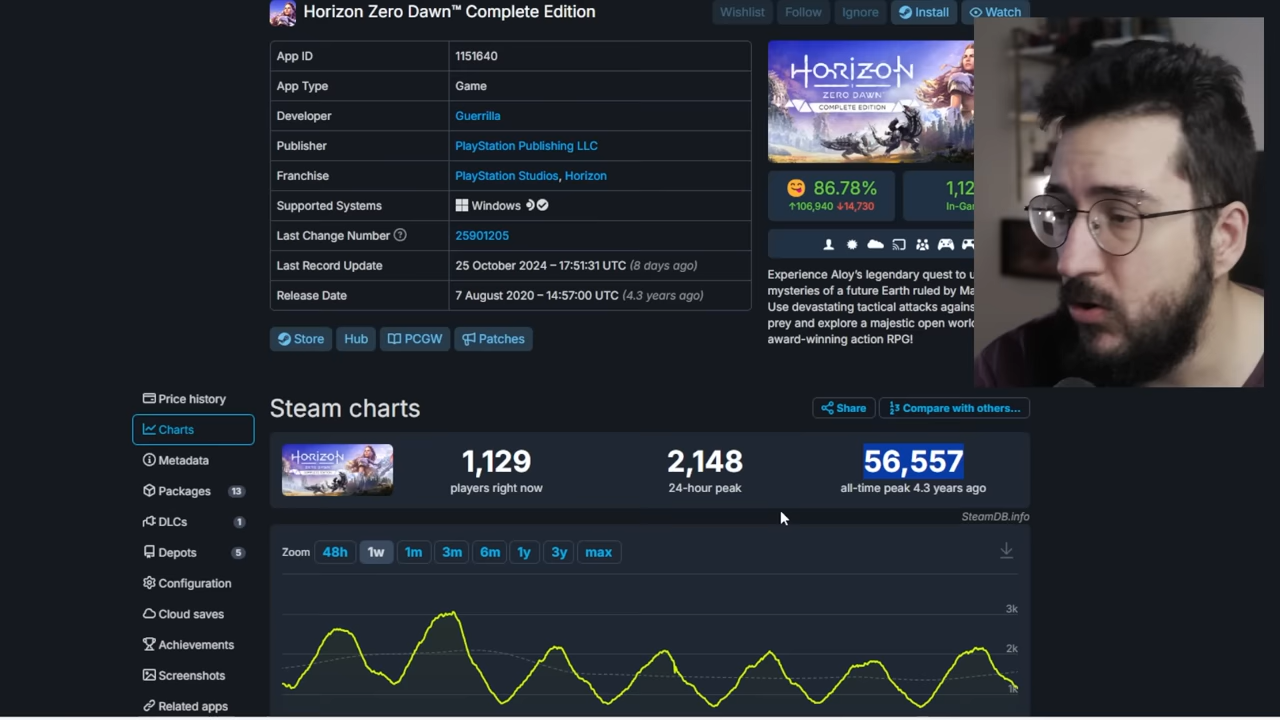 Horizon Zero Dawn™ Complete Edition
Wishlist Follow Ignore Install Watch
App ID 1151640
App Type Game
Developer Guerrilla
Publisher PlayStation Publishing LLC
Franchise PlayStation Studios, Horizon
Supported Systems Windows
Last Change Number 25901205
Last Record Update 25 October 2024 – 17:51:31 UTC (8 days ago)
Release Date 7 August 2020 – 14:57:00 UTC (4.3 years ago)
Store Hub PCGW Patches
HORIZON
ZERO DAWN
COMPLETE EDITION
86.78%
↑106,940 ↓14,730
1,12
In-Ga
Experience Aloy's legendary quest to u
mysteries of a future Earth ruled by Ma
Use devastating tactical attacks agains
prey and explore a majestic open worl
award-winning action RPG!
Price history
Charts
Metadata
Packages 13
DLCs 1
Depots 5
Configuration
Cloud saves
Achievements
Screenshots
Related apps
Steam charts
Share Compare with others...
HORIZON
1,129 2,148 56,557
players right now 24-hour peak all-time peak 4.3 years ago
SteamDB.info
Zoom 48h 1w 1m 3m 6m 1y 3y max
3k
2k
1k